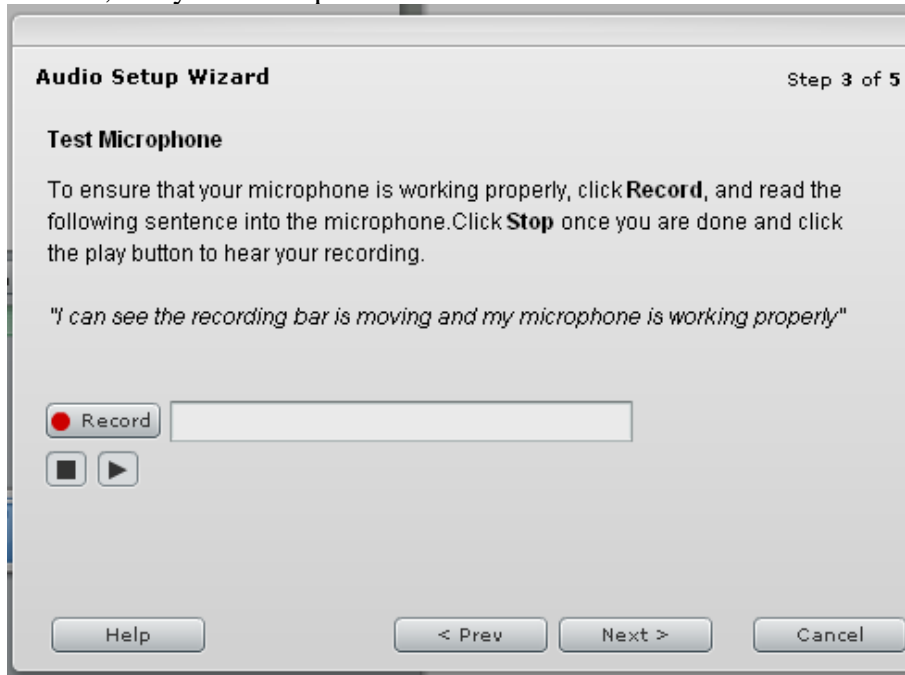 Audio Setup Wizard
Step 3 of 5
Test Microphone
To ensure that your microphone is working properly, click Record, and read the
following sentence into the microphone.Click Stop once you are done and click
the play button to hear your recording.
"I can see the recording bar is moving and my microphone is working properly"
Record
Help
< Prev
Next >
Cancel